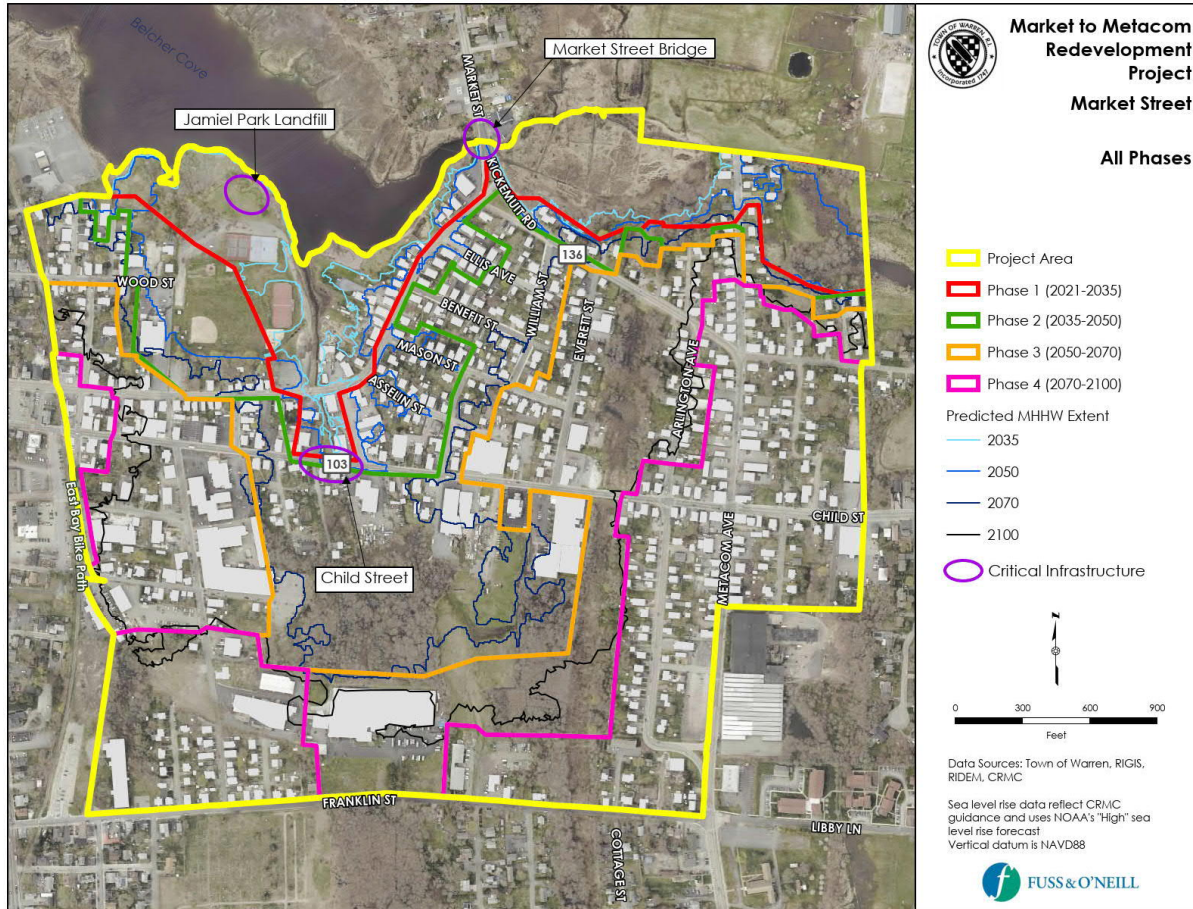 Belcher Cove
Market Street Bridge
MARKET ST
Jamiel Park Landfill
KICKEMUIT RD
136
WOOD ST
ELLIS AVE
BENEFIT ST
WILLIAM ST
EVERETT ST
MASON ST
ASSELIN ST
ARLINGTON AVE
103
East Bay Bike Path
CHILD ST
METACOM AVE
Child Street
FRANKLIN ST
LIBBY LN
COTTAGE ST
TOWN OF WARREN, R.I.
Incorporated 1747
Market to Metacom
Redevelopment
Project
Market Street
All Phases
Project Area
Phase 1 (2021-2035)
Phase 2 (2035-2050)
Phase 3 (2050-2070)
Phase 4 (2070-2100)
Predicted MHHW Extent
2035
2050
2070
2100
Critical Infrastructure
0 300 600 900
Feet
Data Sources: Town of Warren, RIGIS,
RIDEM, CRMC
Sea level rise data reflect CRMC
guidance and uses NOAA's "High" sea
level rise forecast
Vertical datum is NAVD88
f FUSS & O'NEILL